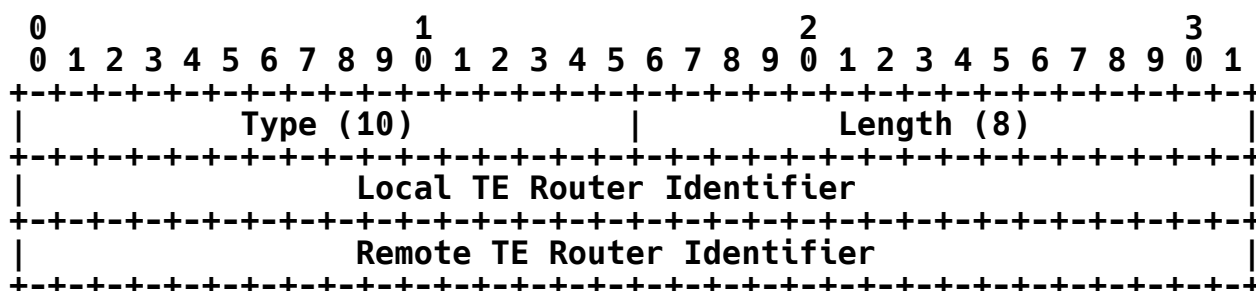 0                   1                   2                   3
 0 1 2 3 4 5 6 7 8 9 0 1 2 3 4 5 6 7 8 9 0 1 2 3 4 5 6 7 8 9 0 1
+-+-+-+-+-+-+-+-+-+-+-+-+-+-+-+-+-+-+-+-+-+-+-+-+-+-+-+-+-+-+-+-+
|           Type (10)           |          Length (8)           |
+-+-+-+-+-+-+-+-+-+-+-+-+-+-+-+-+-+-+-+-+-+-+-+-+-+-+-+-+-+-+-+-+
|                 Local TE Router Identifier                    |
+-+-+-+-+-+-+-+-+-+-+-+-+-+-+-+-+-+-+-+-+-+-+-+-+-+-+-+-+-+-+-+-+
|                 Remote TE Router Identifier                   |
+-+-+-+-+-+-+-+-+-+-+-+-+-+-+-+-+-+-+-+-+-+-+-+-+-+-+-+-+-+-+-+-+